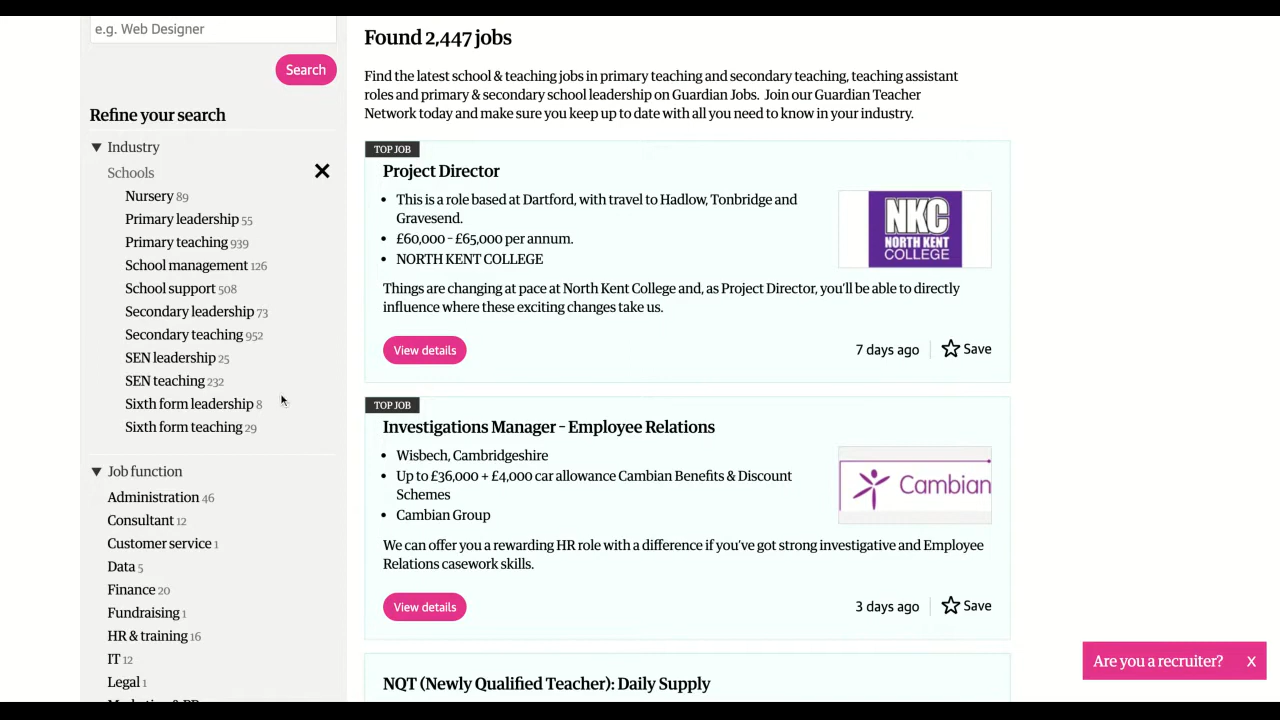 e.g. Web Designer
Search
Refine your search
▼ Industry
Schools
Nursery 89
Primary leadership 55
Primary teaching 939
School management 126
School support 508
Secondary leadership 73
Secondary teaching 952
SEN leadership 25
SEN teaching 232
Sixth form leadership 8
Sixth form teaching 29
▼ Job function
Administration 46
Consultant 12
Customer service 1
Data 5
Finance 20
Fundraising 1
HR & training 16
IT 12
Legal 1
Found 2,447 jobs
Find the latest school & teaching jobs in primary teaching and secondary teaching, teaching assistant
roles and primary & secondary school leadership on Guardian Jobs. Join our Guardian Teacher
Network today and make sure you keep up to date with all you need to know in your industry.
TOP JOB
Project Director
• This is a role based at Dartford, with travel to Hadlow, Tonbridge and
Gravesend.
• £60,000 - £65,000 per annum.
• NORTH KENT COLLEGE
NKC
NORTH KENT
COLLEGE
Things are changing at pace at North Kent College and, as Project Director, you'll be able to directly
influence where these exciting changes take us.
View details
7 days ago
Save
TOP JOB
Investigations Manager - Employee Relations
• Wisbech, Cambridgeshire
• Up to £36,000 + £4,000 car allowance Cambian Benefits & Discount
Schemes
• Cambian Group
Cambian
We can offer you a rewarding HR role with a difference if you've got strong investigative and Employee
Relations casework skills.
View details
3 days ago
Save
NQT (Newly Qualified Teacher): Daily Supply
Are you a recruiter? X